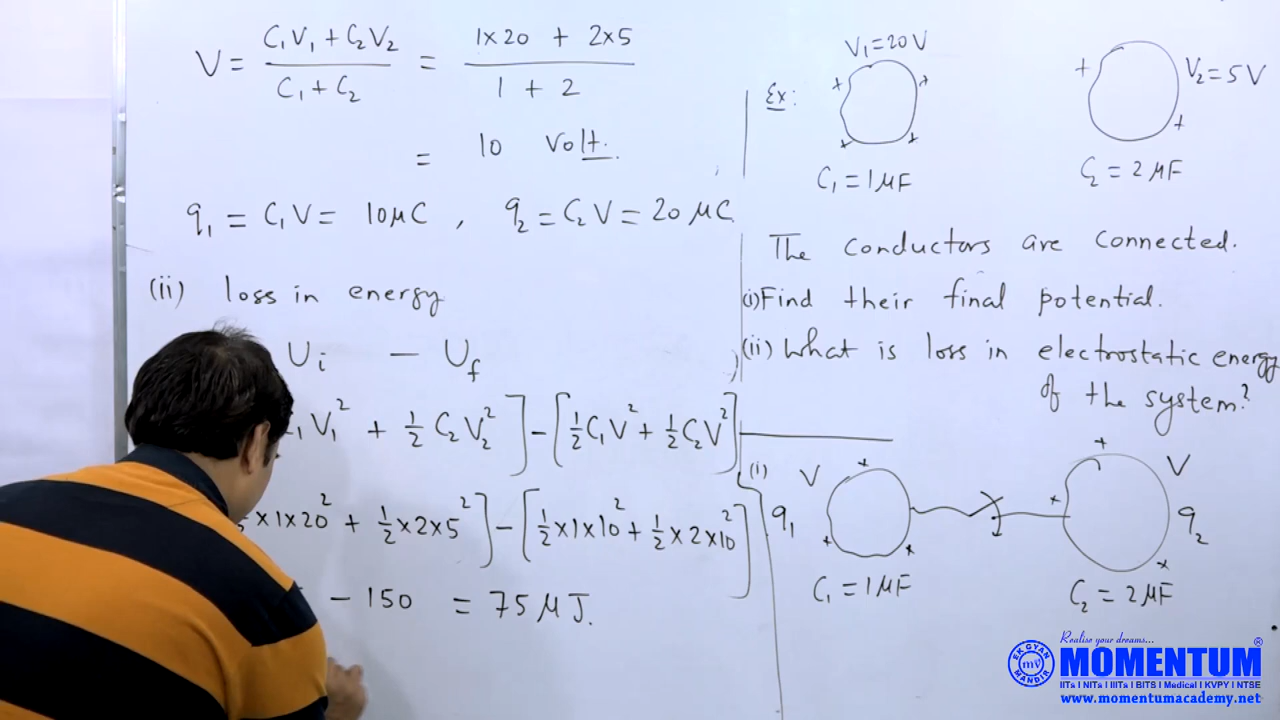 V = (C₁V₁ + C₂V₂) / (C₁ + C₂) = (1×20 + 2×5) / (1 + 2)
= 10 Volt.
q₁ = C₁V = 10μC , q₂ = C₂V = 20 μC
(ii) loss in energy
Uᵢ − U_f
V₁² + ½ C₂V₂²] − [½C₁V² + ½C₂V²]
×1×20² + ½×2×5²] − [½×1×10² + ½×2×10²]
− 150 = 75 μJ.
Ex:
V₁=20V
V₂=5V
C₁=1μF
C₂=2μF
The conductors are connected.
(i) Find their final potential.
(ii) What is loss in electrostatic energy
of the system?
(i)
V
V
q₁
q₂
C₁=1μF
C₂=2μF
Realise your dreams...
EK GYAN MANDIR
MOMENTUM®
IITs I NITs I IIITs I BITS I Medical I KVPY I NTSE
www.momentumacademy.net